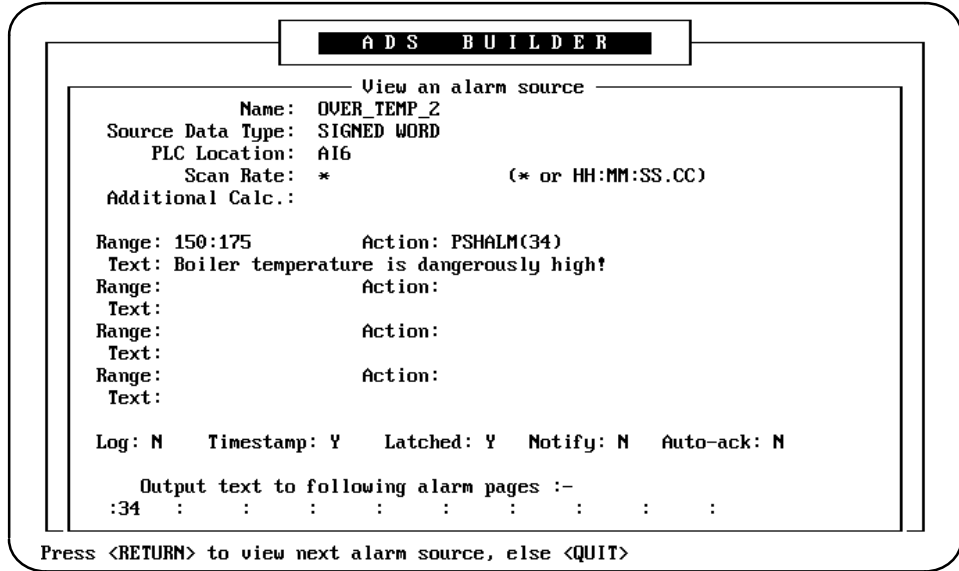 ADS BUILDER
View an alarm source
Name: OVER_TEMP_2
Source Data Type: SIGNED WORD
PLC Location: AI6
Scan Rate: * (* or HH:MM:SS.CC)
Additional Calc.:
Range: 150:175 Action: PSHALM(34)
Text: Boiler temperature is dangerously high!
Range: Action:
Text:
Range: Action:
Text:
Range: Action:
Text:
Log: N Timestamp: Y Latched: Y Notify: N Auto-ack: N
Output text to following alarm pages :-
:34 : : : : : : : : :
Press <RETURN> to view next alarm source, else <QUIT>